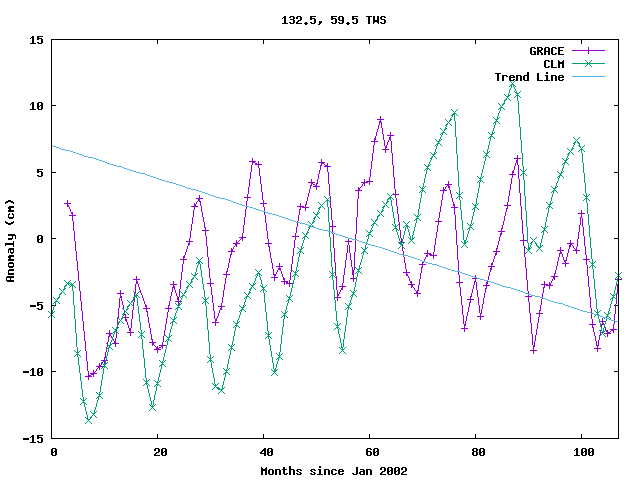 132.5, 59.5 TWS
GRACE
CLM
Trend Line
15
10
5
0
-5
-10
-15
Anomaly (cm)
0 20 40 60 80 100
Months since Jan 2002